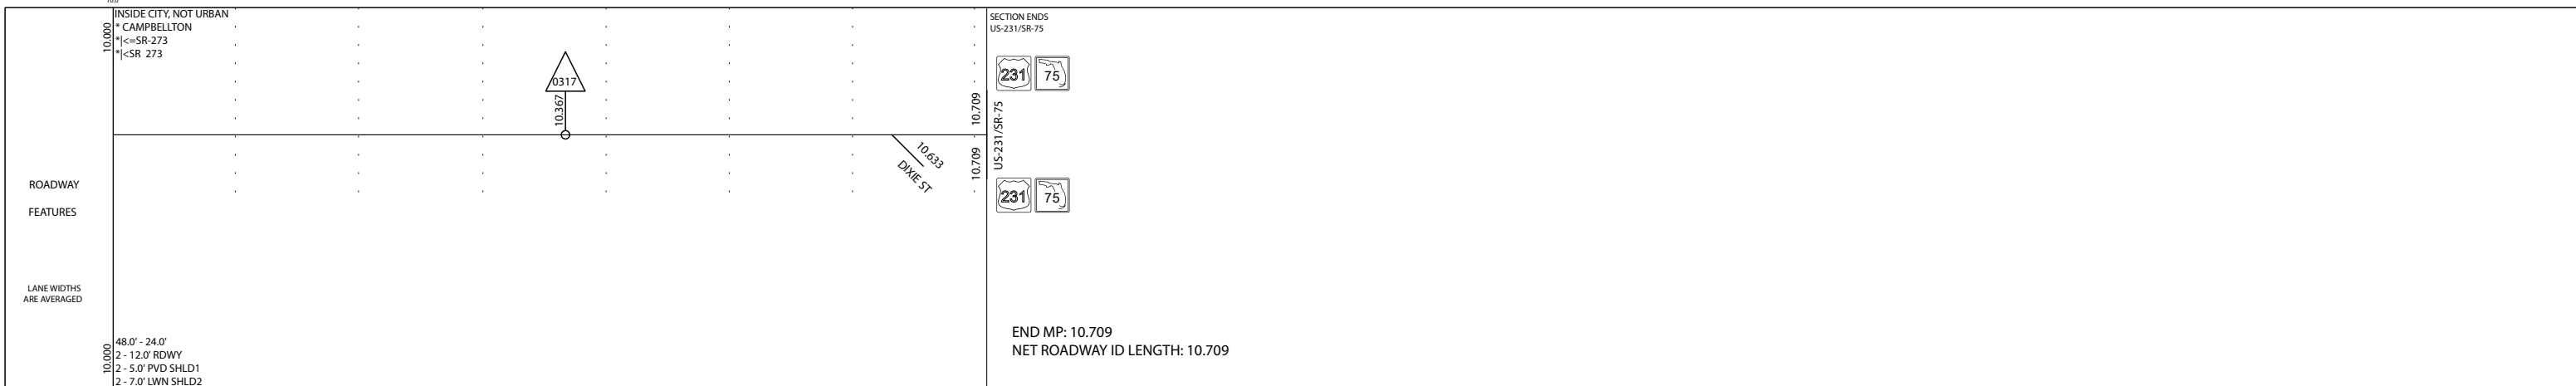 10.0
10.000
INSIDE CITY, NOT URBAN
* CAMPBELLTON
*|<=SR-273
*|<SR 273
0317
10.367
10.633
DIXIE ST
10.709
10.709
US-231/SR-75
SECTION ENDS
US-231/SR-75
231
75
231
75
ROADWAY
FEATURES
LANE WIDTHS
ARE AVERAGED
10.000
48.0' - 24.0'
2 - 12.0' RDWY
2 - 5.0' PVD SHLD1
2 - 7.0' LWN SHLD2
END MP: 10.709
NET ROADWAY ID LENGTH: 10.709